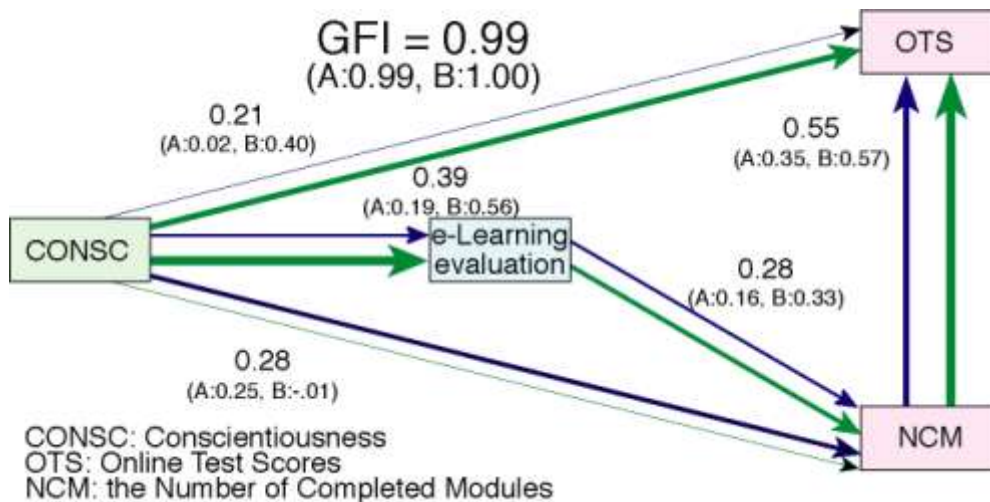 GFI = 0.99
(A:0.99, B:1.00)
OTS
0.21
(A:0.02, B:0.40)
0.55
(A:0.35, B:0.57)
0.39
(A:0.19, B:0.56)
CONSC
e-Learning
evaluation
0.28
(A:0.16, B:0.33)
0.28
(A:0.25, B:-.01)
NCM
CONSC: Conscientiousness
OTS: Online Test Scores
NCM: the Number of Completed Modules